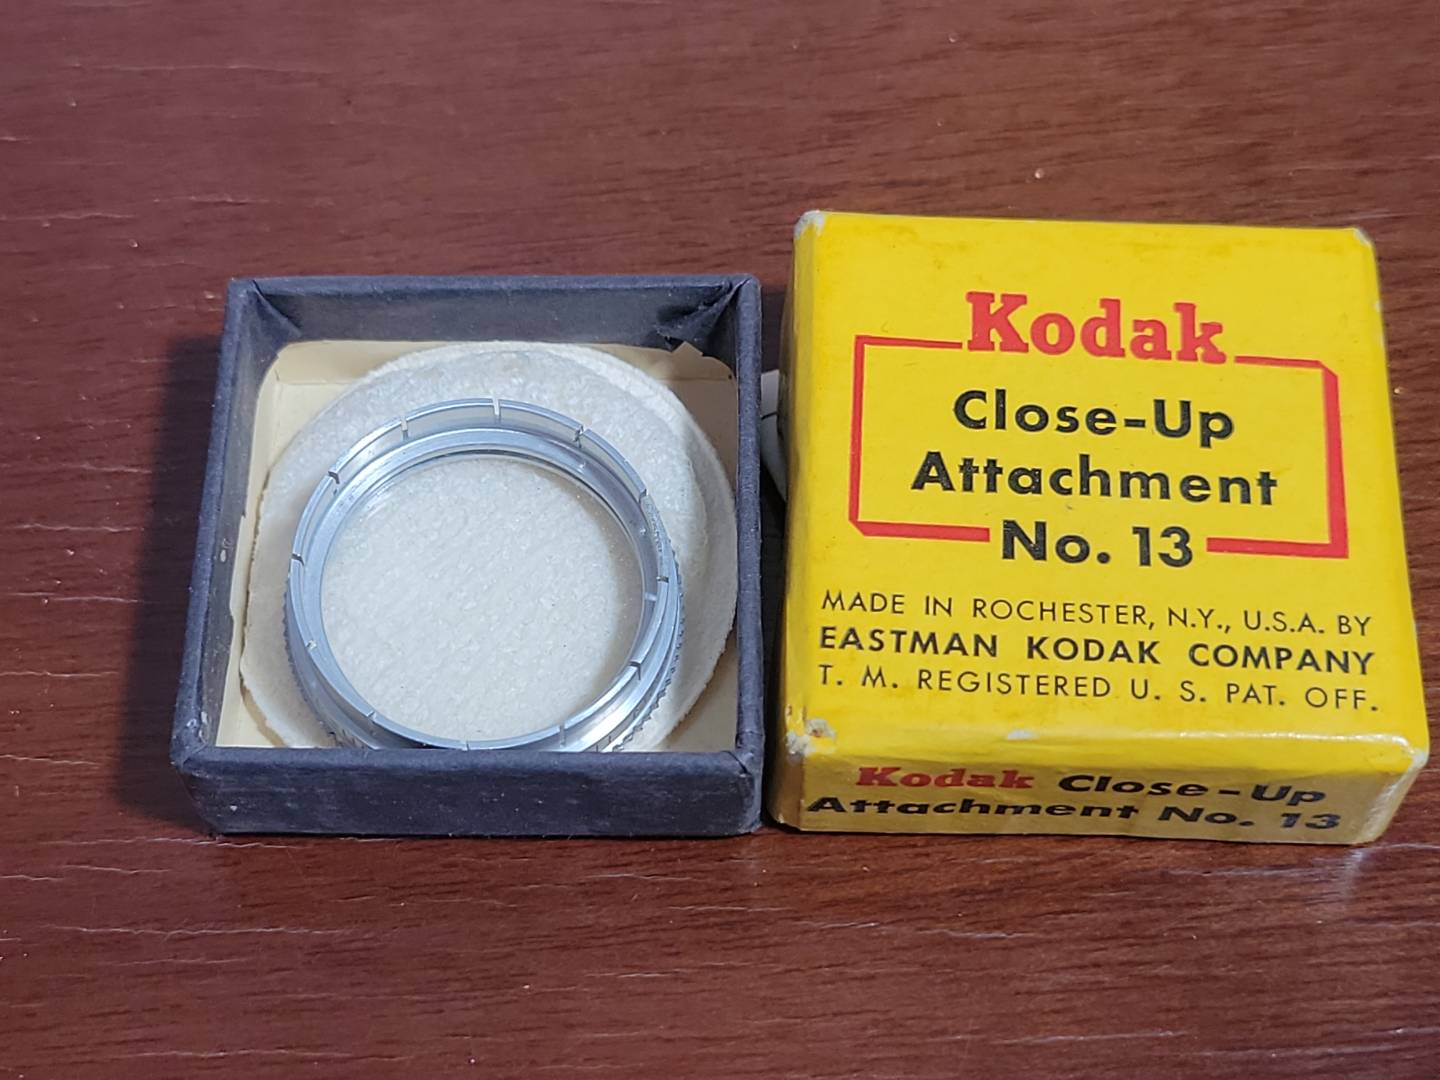 Kodak
Close-Up
Attachment
No. 13
MADE IN ROCHESTER, N.Y., U.S.A. BY
EASTMAN KODAK COMPANY
T. M. REGISTERED U. S. PAT. OFF.
Kodak Close-Up
Attachment No. 13